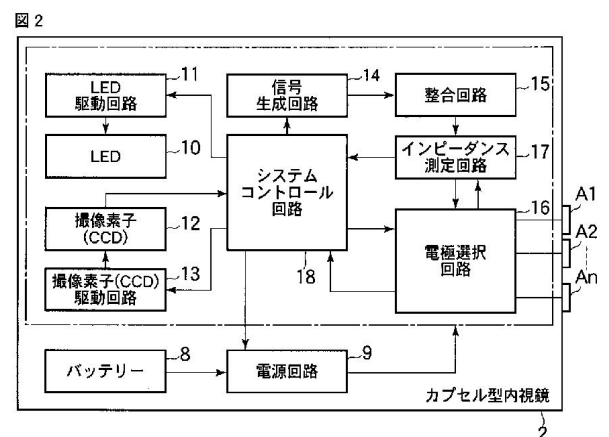 図2
LED
駆動回路
11
信号
生成回路
14
整合回路
15
LED
10
システム
コントロール
回路
18
インピーダンス
測定回路
17
撮像素子
(CCD)
12
電極選択
回路
16
A1
A2
An
撮像素子(CCD)
駆動回路
13
バッテリー
8
電源回路
9
カプセル型内視鏡
2